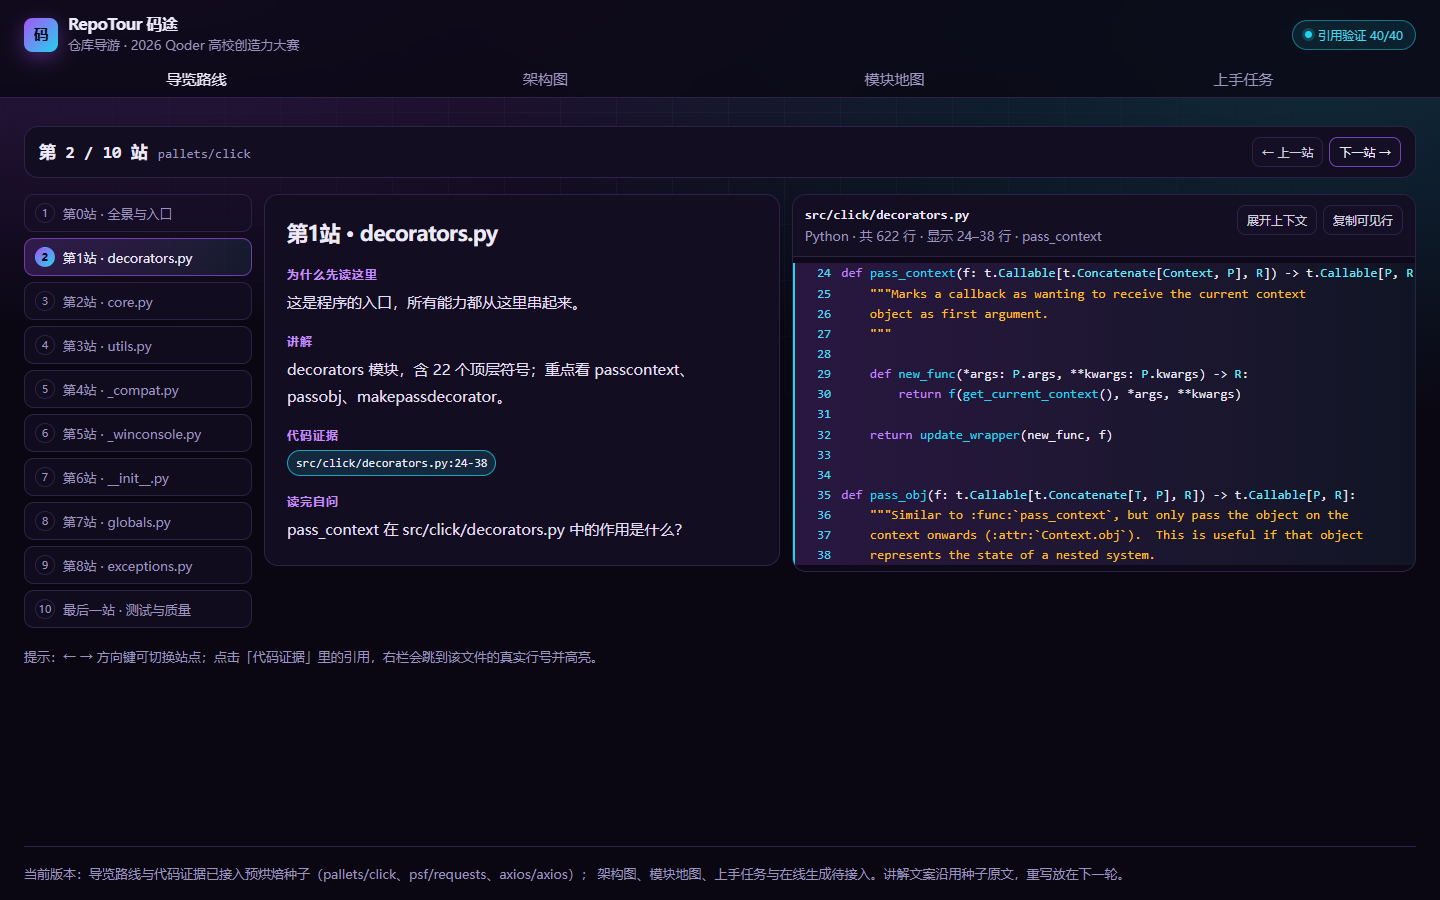 码
RepoTour 码途
仓库导游 · 2026 Qoder 高校创造力大赛
引用验证 40/40
导览路线
架构图
模块地图
上手任务
第 2 / 10 站 pallets/click
← 上一站
下一站 →
1 第0站 · 全景与入口
2 第1站 · decorators.py
3 第2站 · core.py
4 第3站 · utils.py
5 第4站 · _compat.py
6 第5站 · _winconsole.py
7 第6站 · __init__.py
8 第7站 · globals.py
9 第8站 · exceptions.py
10 最后一站 · 测试与质量
第1站 • decorators.py
为什么先读这里
这是程序的入口，所有能力都从这里串起来。
讲解
decorators 模块，含 22 个顶层符号；重点看 passcontext、
passobj、makepassdecorator。
代码证据
src/click/decorators.py:24-38
读完自问
pass_context 在 src/click/decorators.py 中的作用是什么？
src/click/decorators.py
Python · 共 622 行 · 显示 24–38 行 · pass_context
展开上下文
复制可见行
24 def pass_context(f: t.Callable[t.Concatenate[Context, P], R]) -> t.Callable[P, R
25 """Marks a callback as wanting to receive the current context
26 object as first argument.
27 """
28
29 def new_func(*args: P.args, **kwargs: P.kwargs) -> R:
30 return f(get_current_context(), *args, **kwargs)
31
32 return update_wrapper(new_func, f)
33
34
35 def pass_obj(f: t.Callable[t.Concatenate[T, P], R]) -> t.Callable[P, R]:
36 """Similar to :func:`pass_context`, but only pass the object on the
37 context onwards (:attr:`Context.obj`).  This is useful if that object
38 represents the state of a nested system.
提示：← → 方向键可切换站点；点击「代码证据」里的引用，右栏会跳到该文件的真实行号并高亮。
当前版本：导览路线与代码证据已接入预烘焙种子（pallets/click、psf/requests、axios/axios）； 架构图、模块地图、上手任务与在线生成待接入。讲解文案沿用种子原文，重写放在下一轮。